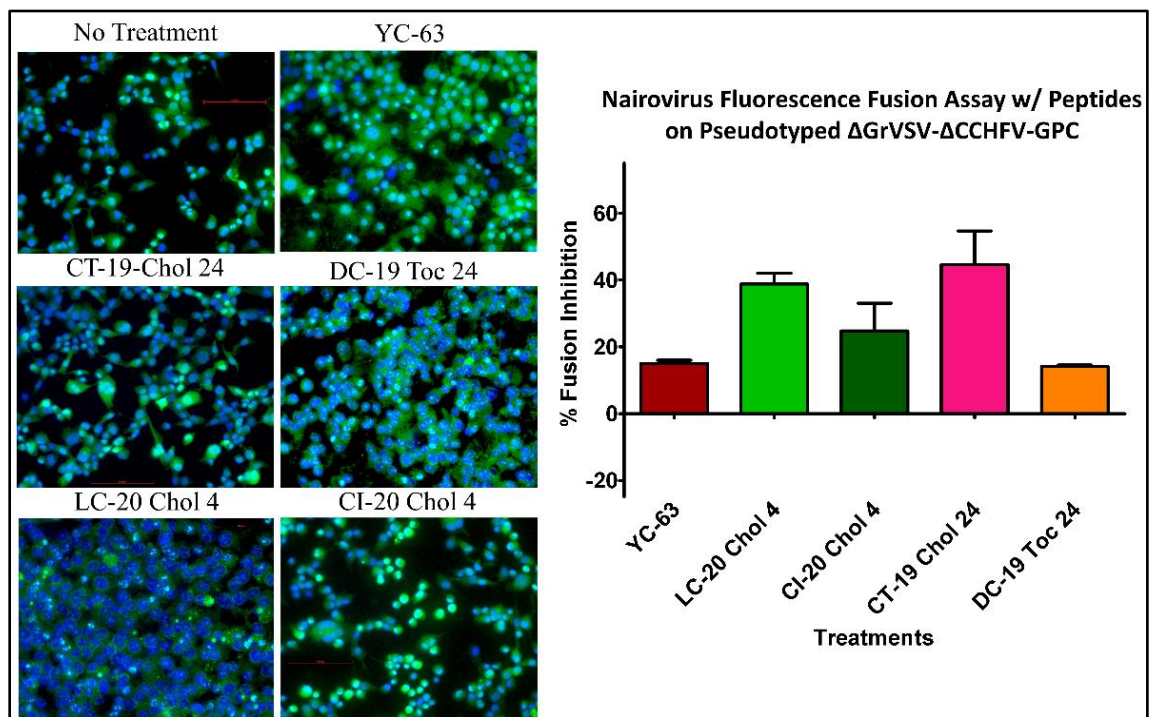 No Treatment
YC-63
CT-19-Chol 24
DC-19 Toc 24
LC-20 Chol 4
CI-20 Chol 4
Nairovirus Fluorescence Fusion Assay w/ Peptides
on Pseudotyped ΔGrVSV-ΔCCHFV-GPC
% Fusion Inhibition
60
40
20
0
-20
YC-63
LC-20 Chol 4
CI-20 Chol 4
CT-19 Chol 24
DC-19 Toc 24
Treatments